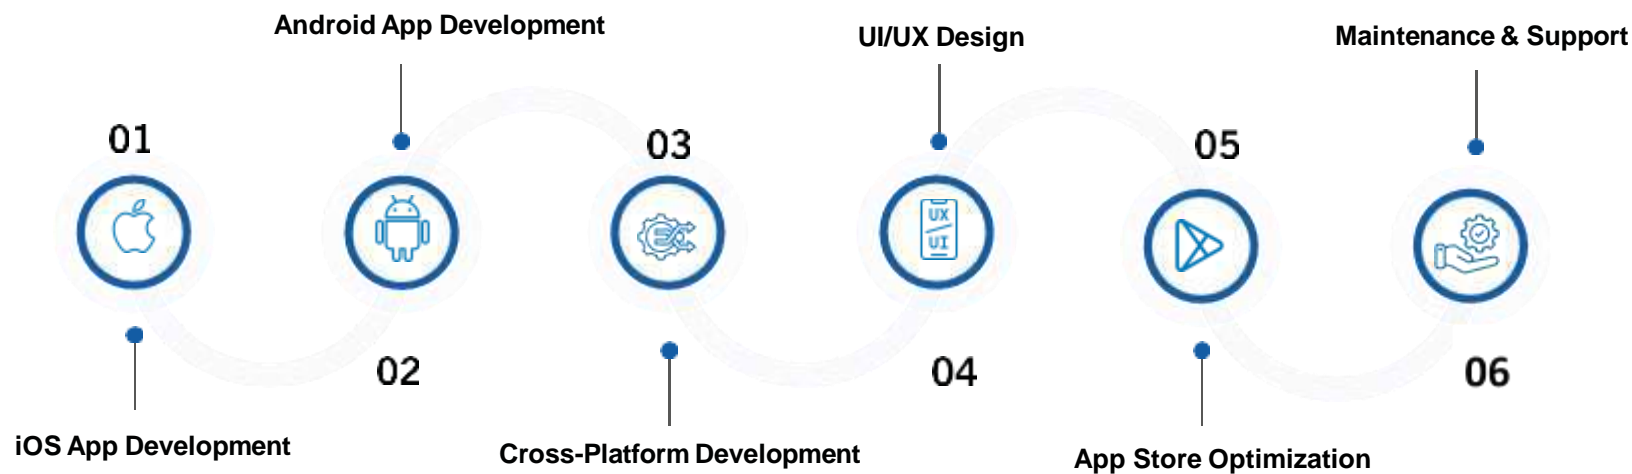 01
iOS App Development
Android App Development
02
03
Cross-Platform Development
UI/UX Design
UX
UI
04
05
App Store Optimization
Maintenance & Support
06